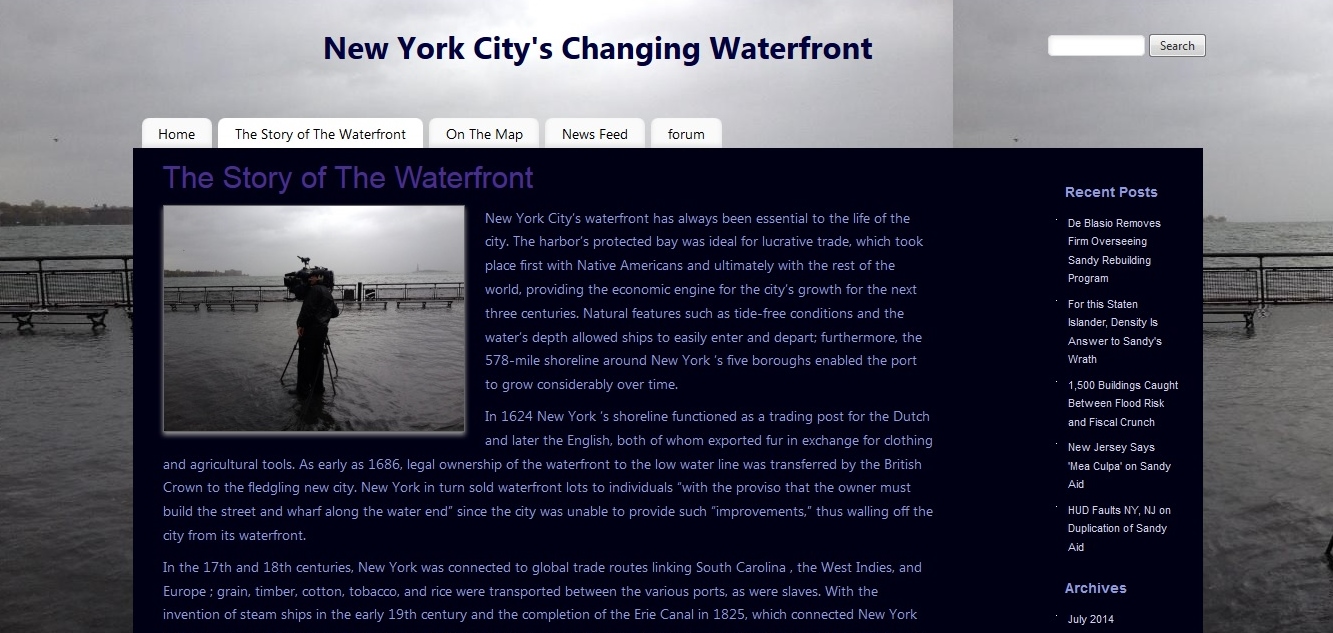 New York City's Changing Waterfront
Search
Home
The Story of The Waterfront
On The Map
News Feed
forum
The Story of The Waterfront
New York City's waterfront has always been essential to the life of the
city. The harbor's protected bay was ideal for lucrative trade, which took
place first with Native Americans and ultimately with the rest of the
world, providing the economic engine for the city's growth for the next
three centuries. Natural features such as tide-free conditions and the
water's depth allowed ships to easily enter and depart; furthermore, the
578-mile shoreline around New York 's five boroughs enabled the port
to grow considerably over time.
In 1624 New York 's shoreline functioned as a trading post for the Dutch
and later the English, both of whom exported fur in exchange for clothing
and agricultural tools. As early as 1686, legal ownership of the waterfront to the low water line was transferred by the British
Crown to the fledgling new city. New York in turn sold waterfront lots to individuals “with the proviso that the owner must
build the street and wharf along the water end” since the city was unable to provide such “improvements,” thus walling off the
city from its waterfront.
In the 17th and 18th centuries, New York was connected to global trade routes linking South Carolina , the West Indies, and
Europe ; grain, timber, cotton, tobacco, and rice were transported between the various ports, as were slaves. With the
invention of steam ships in the early 19th century and the completion of the Erie Canal in 1825, which connected New York
Recent Posts
De Blasio Removes
Firm Overseeing
Sandy Rebuilding
Program
For this Staten
Islander, Density Is
Answer to Sandy's
Wrath
1,500 Buildings Caught
Between Flood Risk
and Fiscal Crunch
New Jersey Says
'Mea Culpa' on Sandy
Aid
HUD Faults NY, NJ on
Duplication of Sandy
Aid
Archives
July 2014